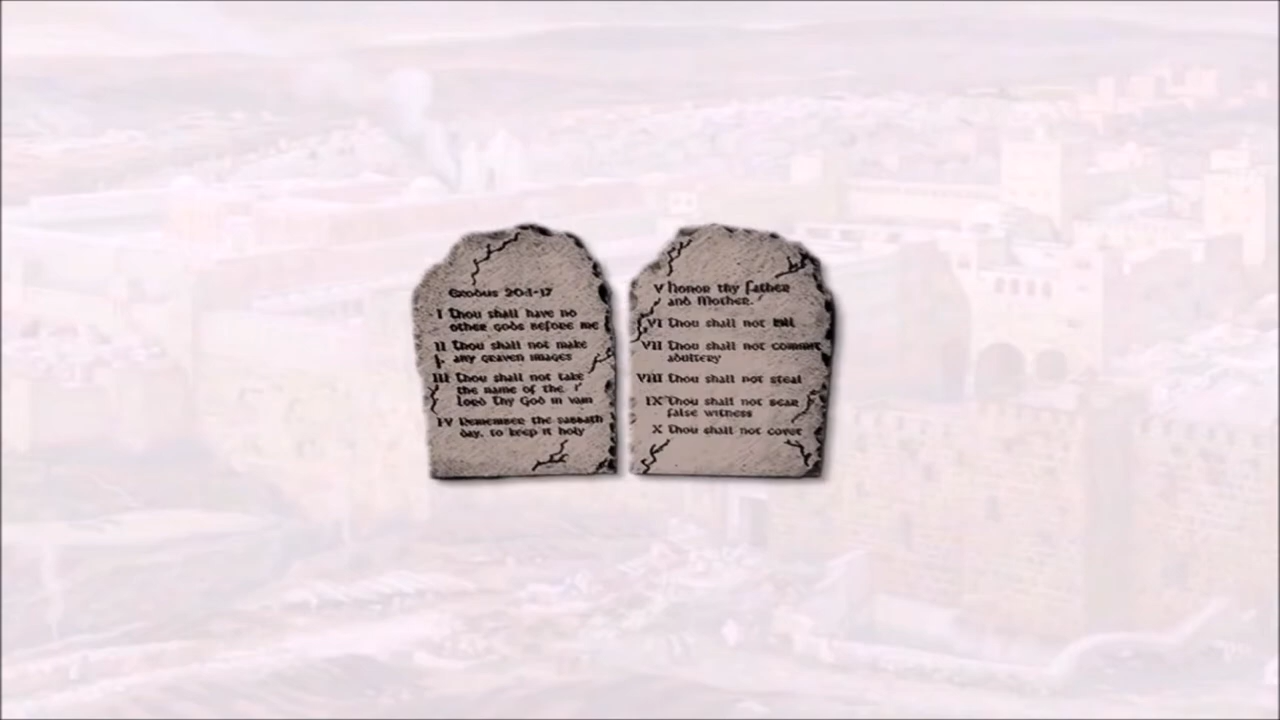 Exodus 20:1-17
I Thou shall have no
other gods before me
II Thou shall not make
any graven images
III Thou shall not take
the name of the
Lord thy God in vain
IV Remember the sabbath
day, to keep it holy
V Honor thy father
and Mother.
VI Thou shall not kill
VII Thou shall not commit
adultery
VIII Thou shall not steal
IX Thou shall not bear
false witness
X Thou shall not covet